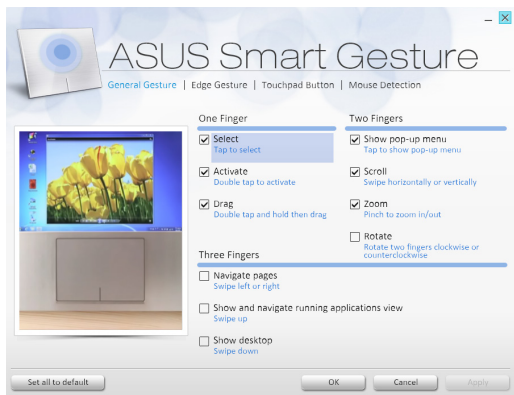 ASUS Smart Gesture
General Gesture | Edge Gesture | Touchpad Button | Mouse Detection
One Finger
Select
Tap to select
Activate
Double tap to activate
Drag
Double tap and hold then drag
Two Fingers
Show pop-up menu
Tap to show pop-up menu
Scroll
Swipe horizontally or vertically
Zoom
Pinch to zoom in/out
Rotate
Rotate two fingers clockwise or
counterclockwise
Three Fingers
Navigate pages
Swipe left or right
Show and navigate running applications view
Swipe up
Show desktop
Swipe down
Set all to default
OK
Cancel
Apply